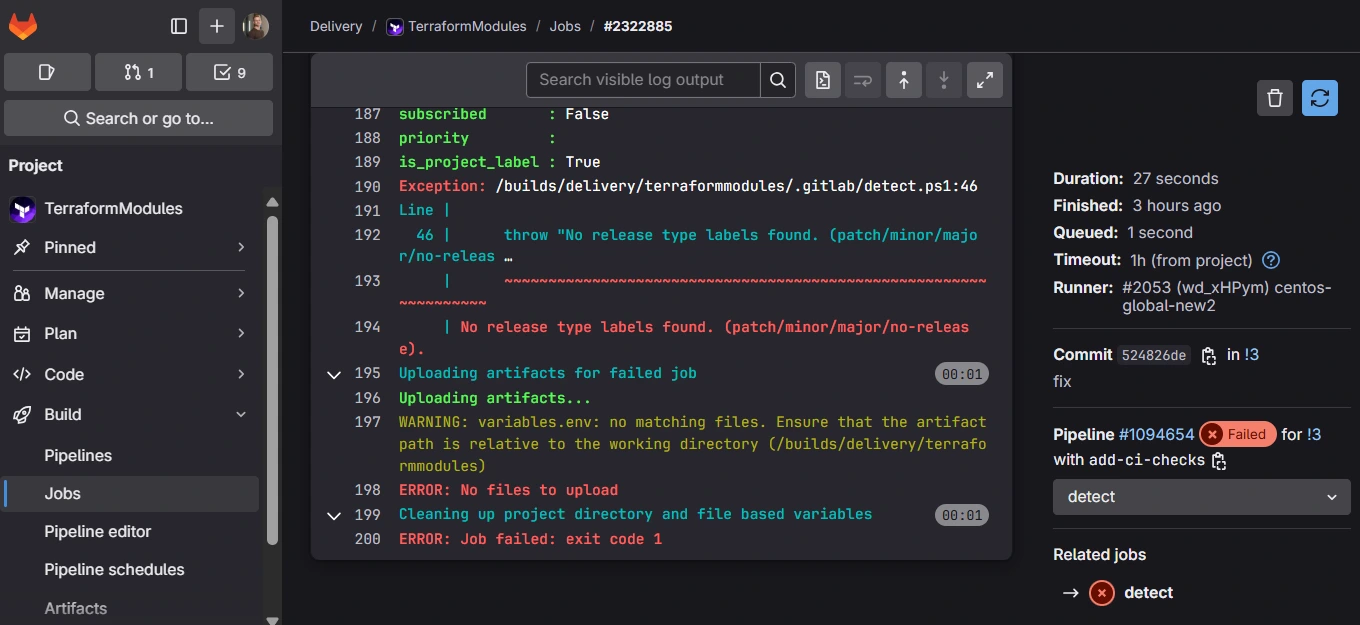 Delivery / TerraformModules / Jobs / #2322885
1
9
Search or go to...
Project
TerraformModules
Pinned
Manage
Plan
Code
Build
Pipelines
Jobs
Pipeline editor
Pipeline schedules
Artifacts
Search visible log output
187 subscribed : False
188 priority :
189 is_project_label : True
190 Exception: /builds/delivery/terraformmodules/.gitlab/detect.ps1:46
191 Line |
192 46 | throw "No release type labels found. (patch/minor/majo
r/no-releas …
193 | ~~~~~~~~~~~~~~~~~~~~~~~~~~~~~~~~~~~~~~~~~~~~~~~~~~~~~~~
~~~~~~~~~~
194 | No release type labels found. (patch/minor/major/no-releas
e).
195 Uploading artifacts for failed job 00:01
196 Uploading artifacts...
197 WARNING: variables.env: no matching files. Ensure that the artifact
path is relative to the working directory (/builds/delivery/terrafo
rmmodules)
198 ERROR: No files to upload
199 Cleaning up project directory and file based variables 00:01
200 ERROR: Job failed: exit code 1
Duration: 27 seconds
Finished: 3 hours ago
Queued: 1 second
Timeout: 1h (from project) ?
Runner: #2053 (wd_xHPym) centos-
global-new2
Commit 524826de in !3
fix
Pipeline #1094654 Failed for !3
with add-ci-checks
detect
Related jobs
→ detect